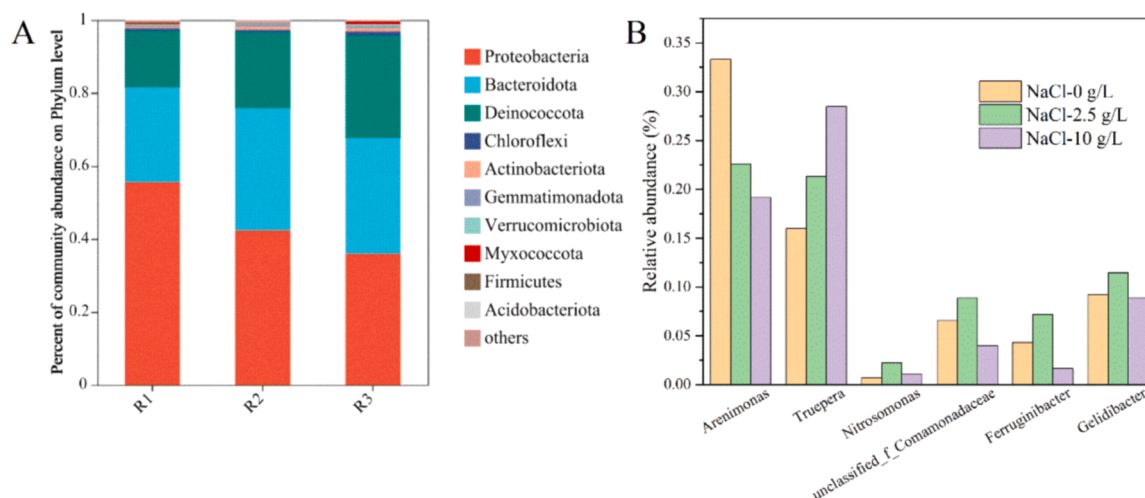 A
Percent of community abundance on Phylum level
1
0.8
0.6
0.4
0.2
0
R1
R2
R3
Proteobacteria
Bacteroidota
Deinococcota
Chloroflexi
Actinobacteriota
Gemmatimonadota
Verrucomicrobiota
Myxococcota
Firmicutes
Acidobacteriota
others
B
Relative abundance (%)
0.35
0.30
0.25
0.20
0.15
0.10
0.05
0.00
NaCl-0 g/L
NaCl-2.5 g/L
NaCl-10 g/L
Arenimonas
Truepera
Nitrosomonas
unclassified_f_Comamonadaceae
Ferruginibacter
Gelidibacter